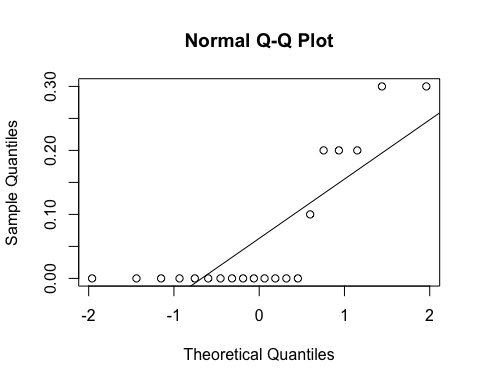 Normal Q-Q Plot
Sample Quantiles
0.30
0.20
0.10
0.00
-2 -1 0 1 2
Theoretical Quantiles